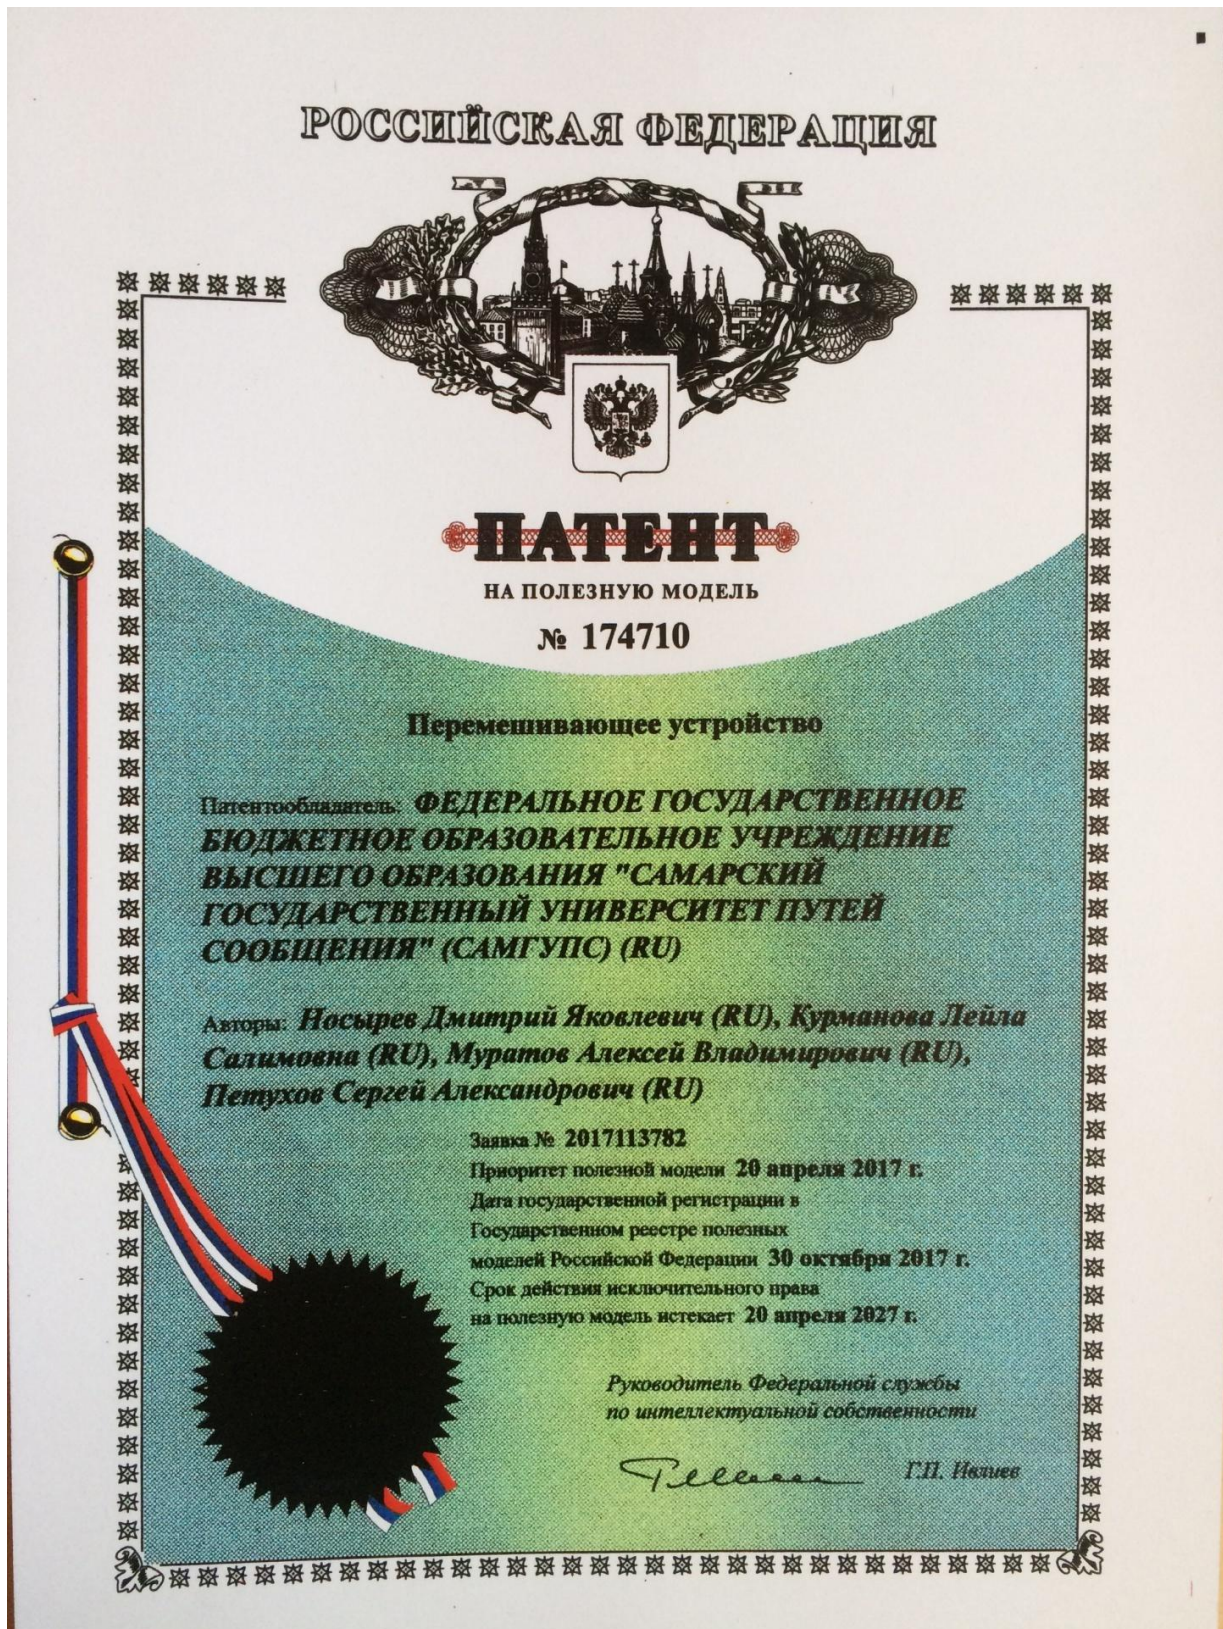 РОССИЙСКАЯ ФЕДЕРАЦИЯ
ПАТЕНТ
НА ПОЛЕЗНУЮ МОДЕЛЬ
№ 174710
Перемешивающее устройство
Патентообладатель: ФЕДЕРАЛЬНОЕ ГОСУДАРСТВЕННОЕ
БЮДЖЕТНОЕ ОБРАЗОВАТЕЛЬНОЕ УЧРЕЖДЕНИЕ
ВЫСШЕГО ОБРАЗОВАНИЯ "САМАРСКИЙ
ГОСУДАРСТВЕННЫЙ УНИВЕРСИТЕТ ПУТЕЙ
СООБЩЕНИЯ" (САМГУПС) (RU)
Авторы: Носырев Дмитрий Яковлевич (RU), Курманова Лейла
Салимовна (RU), Муратов Алексей Владимирович (RU),
Петухов Сергей Александрович (RU)
Заявка № 2017113782
Приоритет полезной модели 20 апреля 2017 г.
Дата государственной регистрации в
Государственном реестре полезных
моделей Российской Федерации 30 октября 2017 г.
Срок действия исключительного права
на полезную модель истекает 20 апреля 2027 г.
Руководитель Федеральной службы
по интеллектуальной собственности
Г.П. Ивлиев